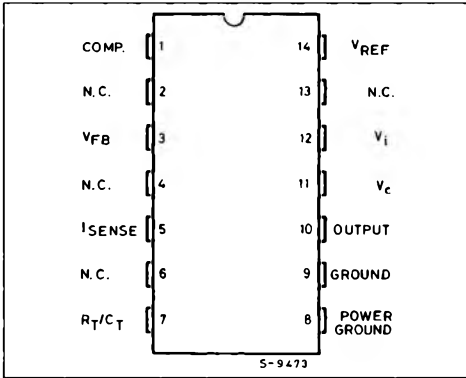 COMP. 1 14 VREF
N.C. 2 13 N.C.
VFB 3 12 Vi
N.C. 4 11 Vc
ISENSE 5 10 OUTPUT
N.C. 6 9 GROUND
RT/CT 7 8 POWER GROUND
S-9473